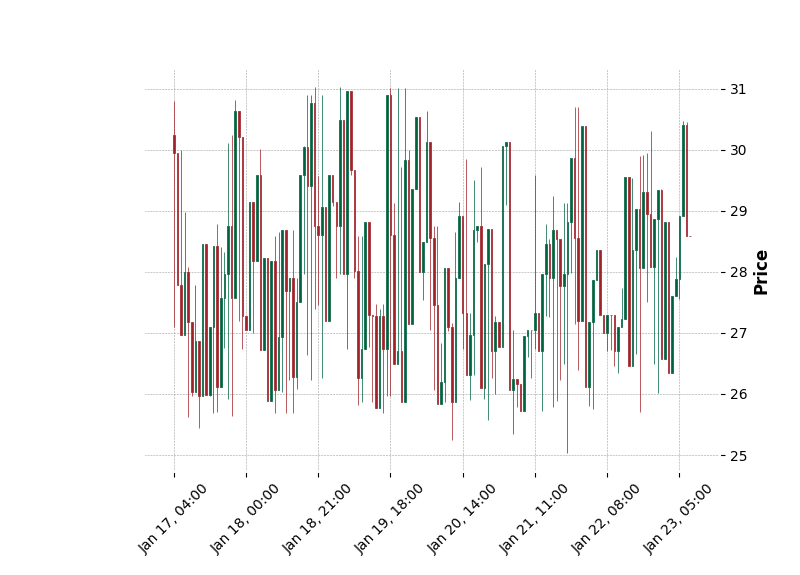 31
30
29
28
27
26
25
Price
Jan 17, 04:00
Jan 18, 00:00
Jan 18, 21:00
Jan 19, 18:00
Jan 20, 14:00
Jan 21, 11:00
Jan 22, 08:00
Jan 23, 05:00